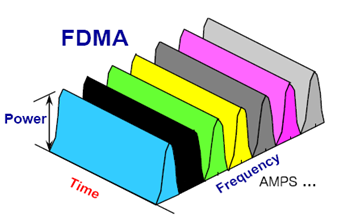 FDMA
Power
Time
Frequency
AMPS ...